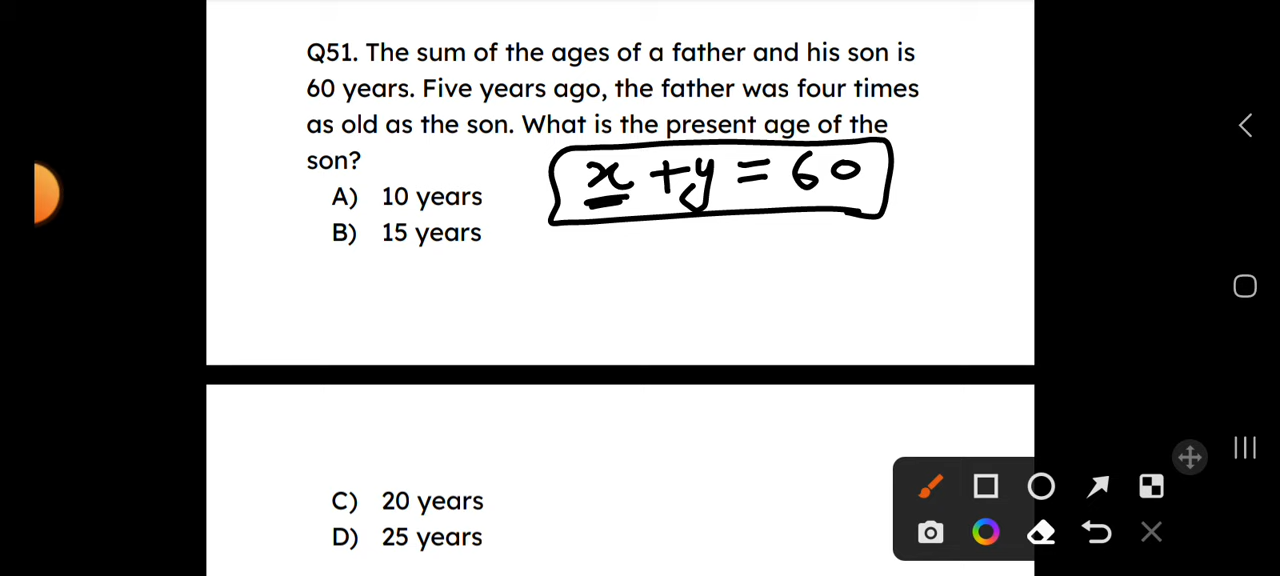 Q51. The sum of the ages of a father and his son is
60 years. Five years ago, the father was four times
as old as the son. What is the present age of the
son?
x + y = 60
A) 10 years
B) 15 years
C) 20 years
D) 25 years